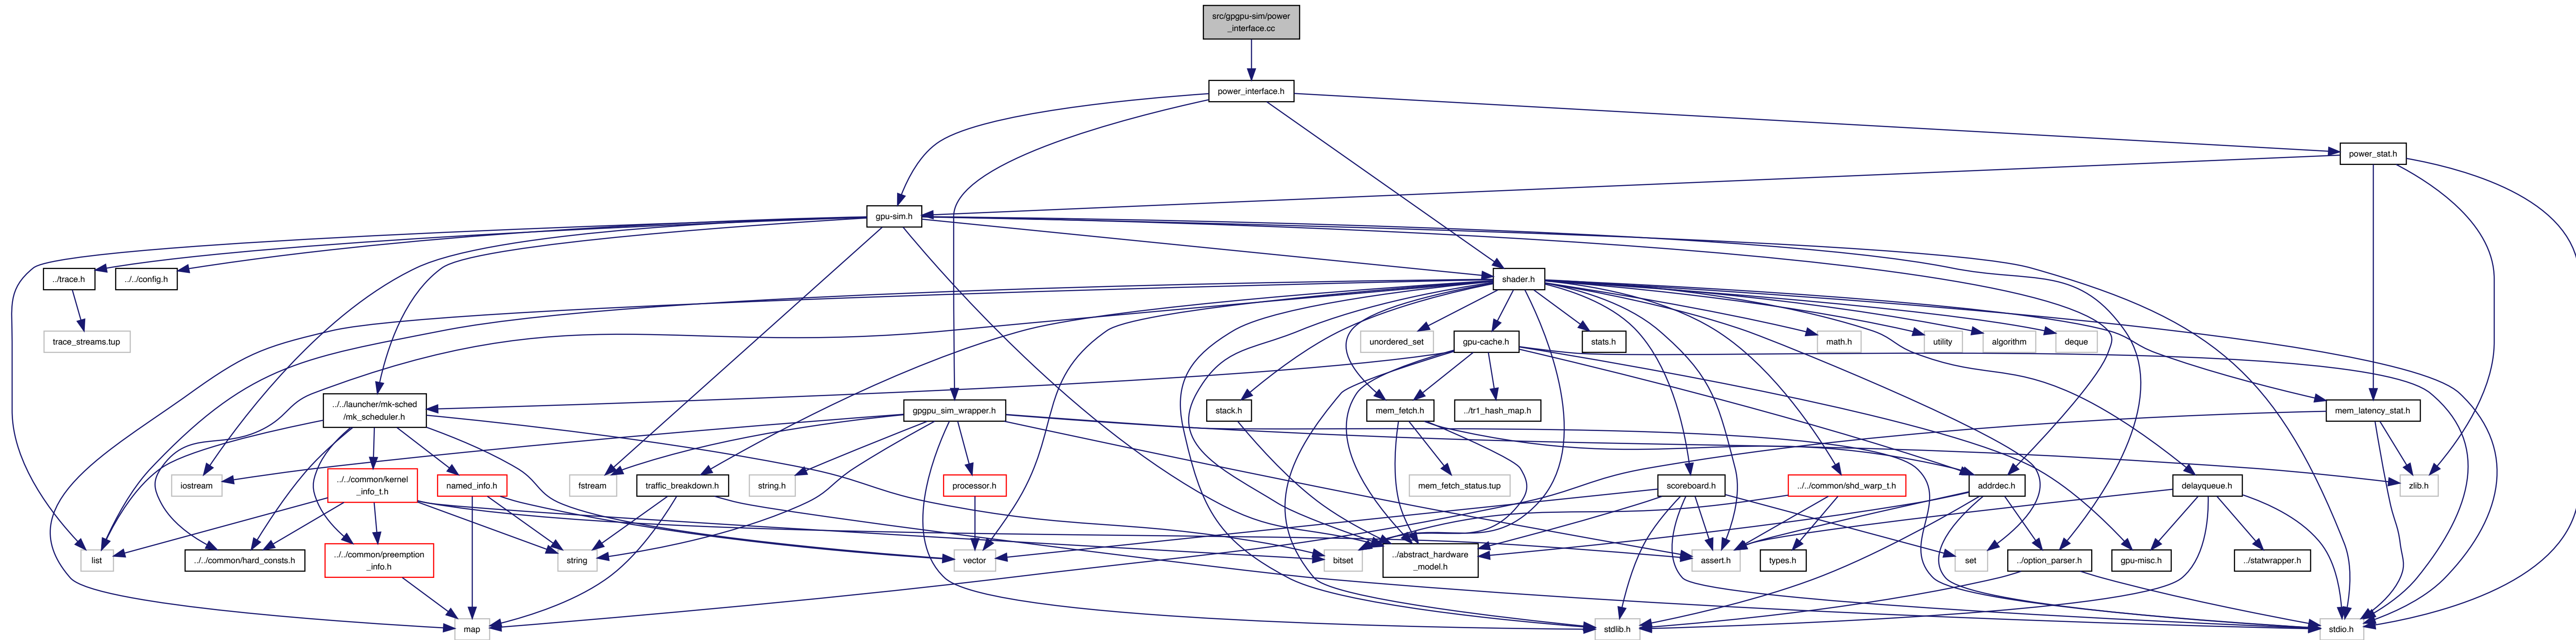 src/gpgpu-sim/power
_interface.cc
power_interface.h
power_stat.h
gpu-sim.h
../trace.h
../../config.h
shader.h
trace_streams.tup
unordered_set
gpu-cache.h
stats.h
math.h
utility
algorithm
deque
../../launcher/mk-sched
/mk_scheduler.h
gpgpu_sim_wrapper.h
stack.h
mem_fetch.h
../tr1_hash_map.h
mem_latency_stat.h
iostream
../../common/kernel
_info_t.h
named_info.h
fstream
traffic_breakdown.h
string.h
processor.h
mem_fetch_status.tup
scoreboard.h
../../common/shd_warp_t.h
addrdec.h
delayqueue.h
zlib.h
list
../../common/hard_consts.h
../../common/preemption
_info.h
string
vector
bitset
../abstract_hardware
_model.h
assert.h
types.h
set
../option_parser.h
gpu-misc.h
../statwrapper.h
map
stdlib.h
stdio.h